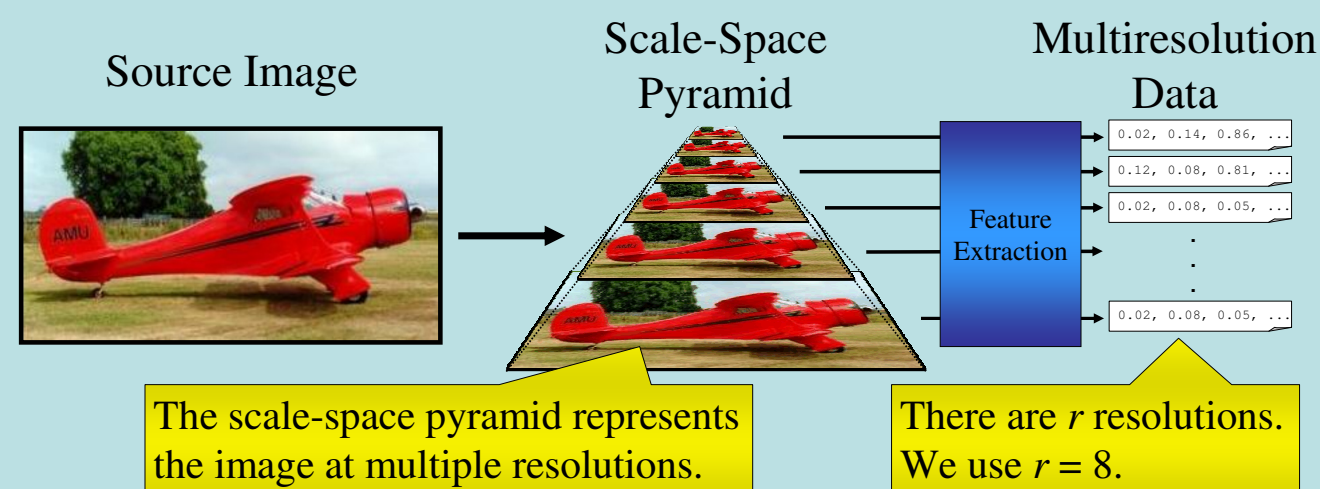 Source Image
Scale-Space
Pyramid
Multiresolution
Data
AMU
AMU
AMU
Feature
Extraction
0.02, 0.14, 0.86, ...
0.12, 0.08, 0.81, ...
0.02, 0.08, 0.05, ...
.
.
.
0.02, 0.08, 0.05, ...
The scale-space pyramid represents
the image at multiple resolutions.
There are r resolutions.
We use r = 8.